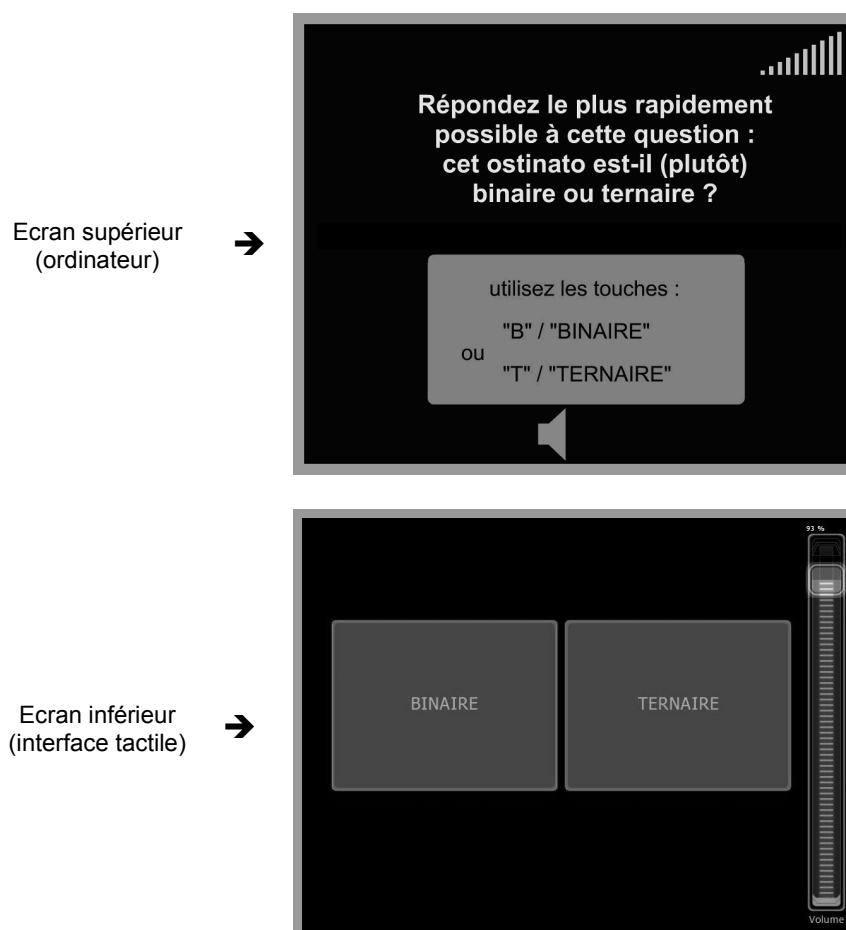 Répondez le plus rapidement
possible à cette question :
cet ostinato est-il (plutôt)
binaire ou ternaire ?
Ecran supérieur
(ordinateur)
utilisez les touches :
"B" / "BINAIRE"
ou
"T" / "TERNAIRE"
93 %
Ecran inférieur
(interface tactile)
BINAIRE
TERNAIRE
Volume